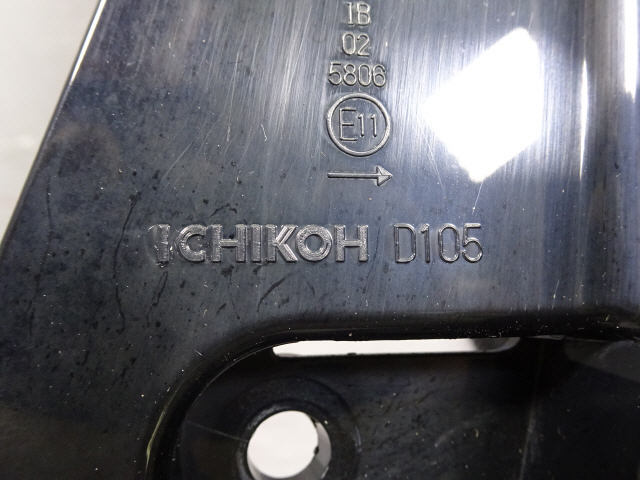 IB
02
5806
E11
→
ICHIKOH D105